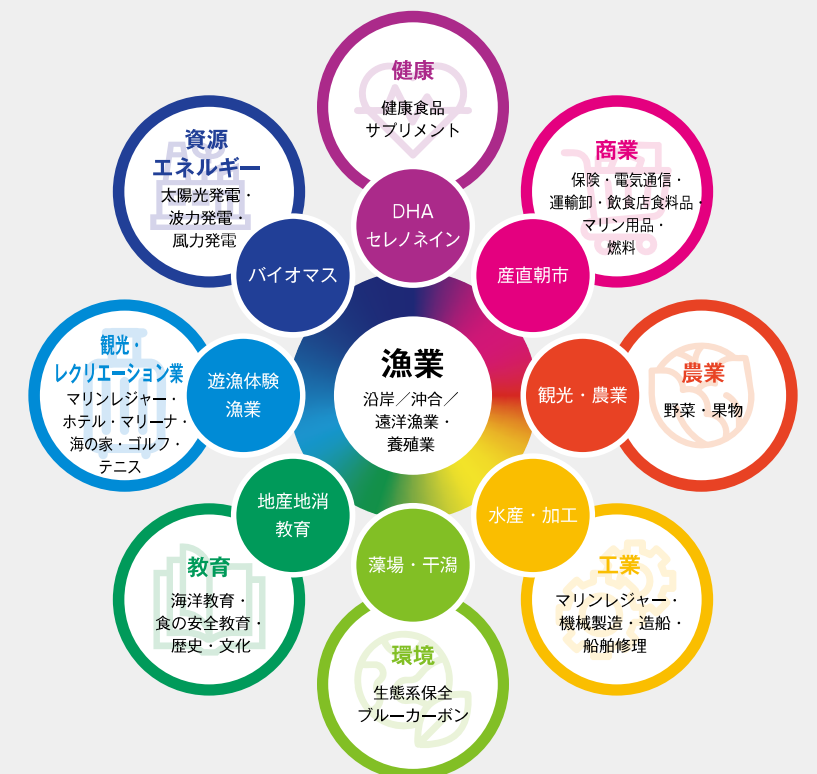 健康
健康食品
サプリメント
DHA
セレノネイン
商業
保険・電気通信・
運輸卸・飲食店食料品・
マリン用品・
燃料
産直朝市
農業
野菜・果物
観光・農業
工業
マリンレジャー・
機械製造・造船・
船舶修理
水産・加工
環境
生態系保全
ブルーカーボン
藻場・干潟
教育
海洋教育・
食の安全教育・
歴史・文化
地産地消
教育
観光・
レクリエーション業
マリンレジャー・
ホテル・マリーナ・
海の家・ゴルフ・
テニス
遊漁体験
漁業
資源
エネルギー
太陽光発電・
波力発電・
風力発電
バイオマス
漁業
沿岸／沖合／
遠洋漁業・
養殖業